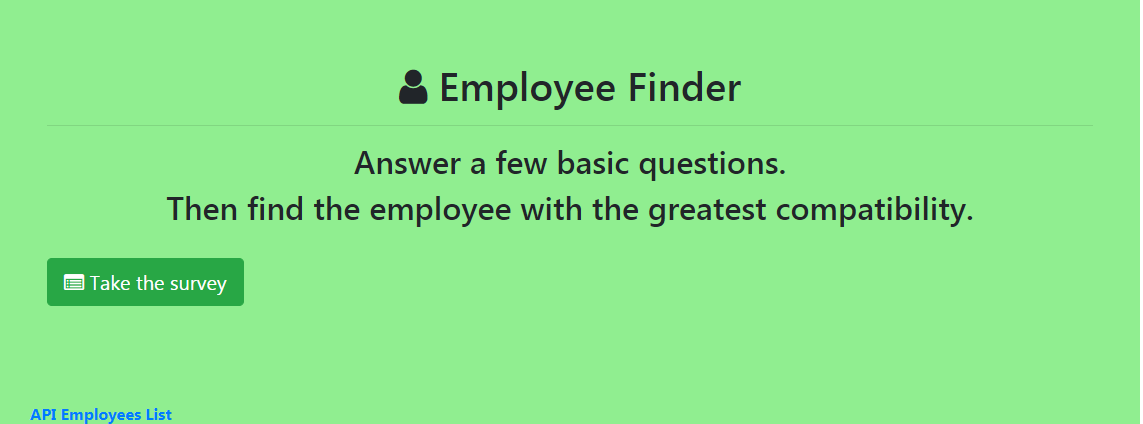 Employee Finder
Answer a few basic questions.
Then find the employee with the greatest compatibility.
Take the survey
API Employees List